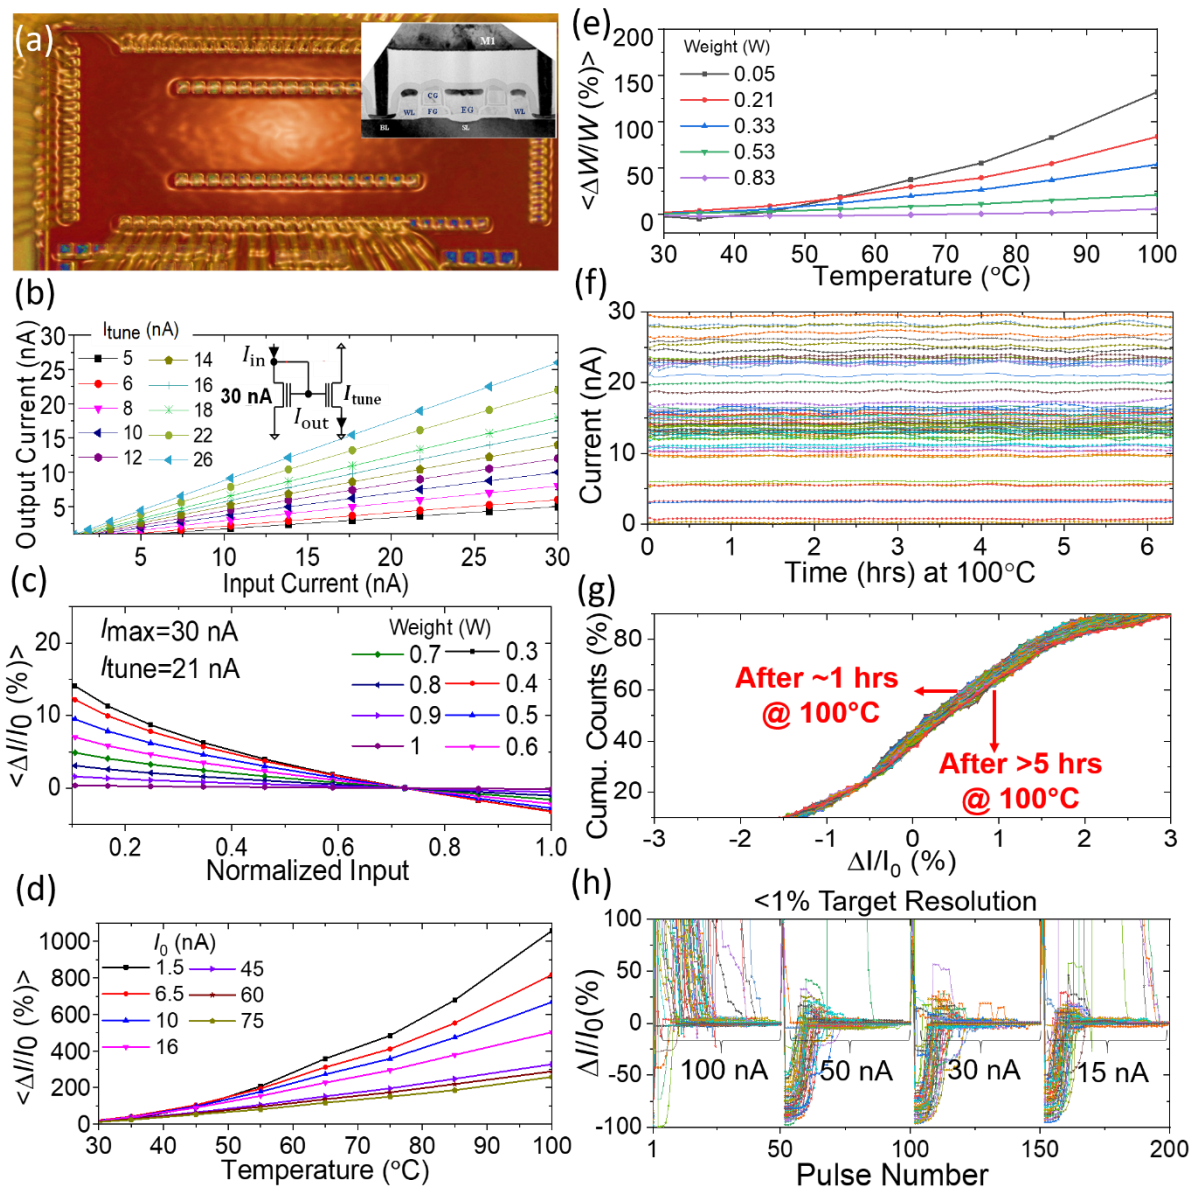 (a)
M1
CG
WL
FG
EG
WL
BL
SL
(b)
Output Current (nA)
30
25
20
15
10
5
Itune (nA)
5
6
8
10
12
14
16
18
22
26
Iin
30 nA
Iout
Itune
5
10
15
20
25
30
Input Current (nA)
(c)
<ΔI/I0 (%)>
20
10
0
Imax=30 nA
Itune=21 nA
Weight (W)
0.7
0.3
0.8
0.4
0.9
0.5
1
0.6
0.2
0.4
0.6
0.8
1.0
Normalized Input
(d)
<ΔI/I0 (%)>
1000
800
600
400
200
0
I0 (nA)
1.5
45
6.5
60
10
75
16
30
40
50
60
70
80
90
100
Temperature (°C)
(e)
<ΔW/W (%)>
200
150
100
50
0
Weight (W)
0.05
0.21
0.33
0.53
0.83
30
40
50
60
70
80
90
100
Temperature (°C)
(f)
Current (nA)
30
20
10
0
0
1
2
3
4
5
6
Time (hrs) at 100°C
(g)
Cumu. Counts (%)
80
60
40
20
After ~1 hrs
@ 100°C
After >5 hrs
@ 100°C
-3
-2
-1
0
1
2
3
ΔI/I0 (%)
(h)
<1% Target Resolution
ΔI/I0(%)
100
50
0
-50
-100
100 nA
50 nA
30 nA
15 nA
1
50
100
150
200
Pulse Number